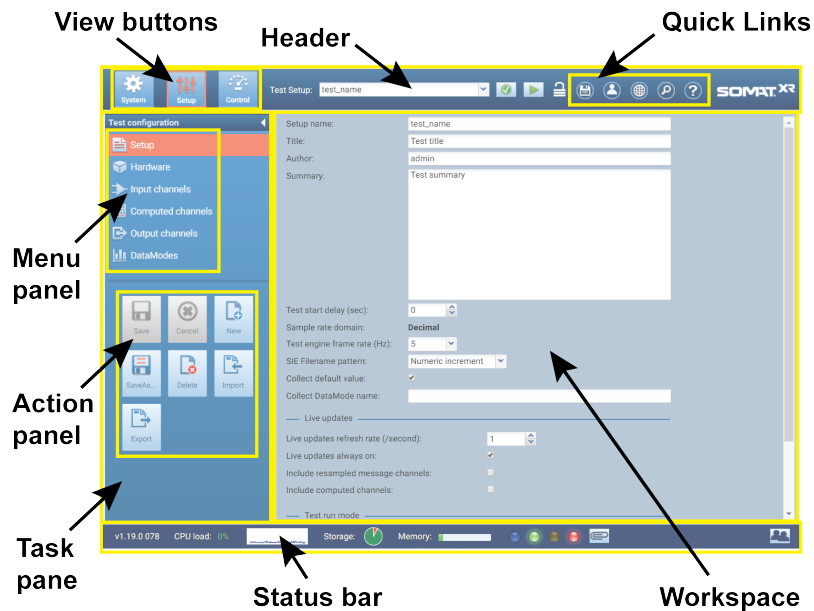 View buttons
Header
Quick Links
System
Setup
Control
Test Setup: test_name
SOMAT XR
Test configuration
Setup
Hardware
Input channels
Computed channels
Output channels
DataModes
Menu
panel
Save
Cancel
New
SaveAs...
Delete
Import
Export
Action
panel
Task
pane
Setup name: test_name
Title: Test title
Author: admin
Summary: Test summary
Test start delay (sec): 0
Sample rate domain: Decimal
Test engine frame rate (Hz): 5
SIE Filename pattern: Numeric increment
Collect default value:
Collect DataMode name:
Live updates
Live updates refresh rate (/second): 1
Live updates always on:
Include resampled message channels:
Include computed channels:
Test run mode
v1.19.0 078 CPU load: 0% Storage: Memory:
Status bar
Workspace